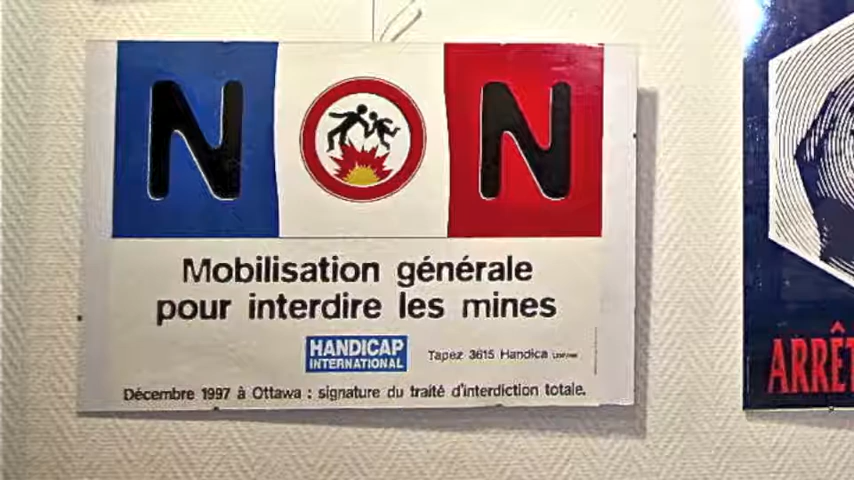 NON
Mobilisation générale
pour interdire les mines
HANDICAP
INTERNATIONAL
Tapez 3615 Handica
Décembre 1997 à Ottawa : signature du traité d'interdiction totale.
ARRÊT